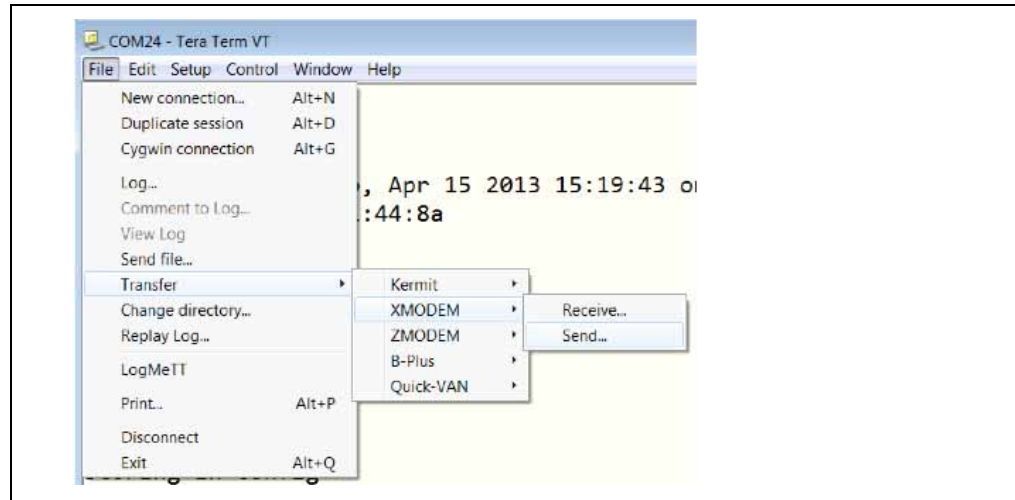 COM24 - Tera Term VT
File Edit Setup Control Window Help
New connection... Alt+N
Duplicate session Alt+D
Cygwin connection Alt+G
Log...
Comment to Log...
View Log
Send file...
Transfer
Change directory...
Replay Log...
LogMeTT
Print... Alt+P
Disconnect
Exit Alt+Q
, Apr 15 2013 15:19:43
:44:8a
Kermit
XMODEM
ZMODEM
B-Plus
Quick-VAN
Receive...
Send...